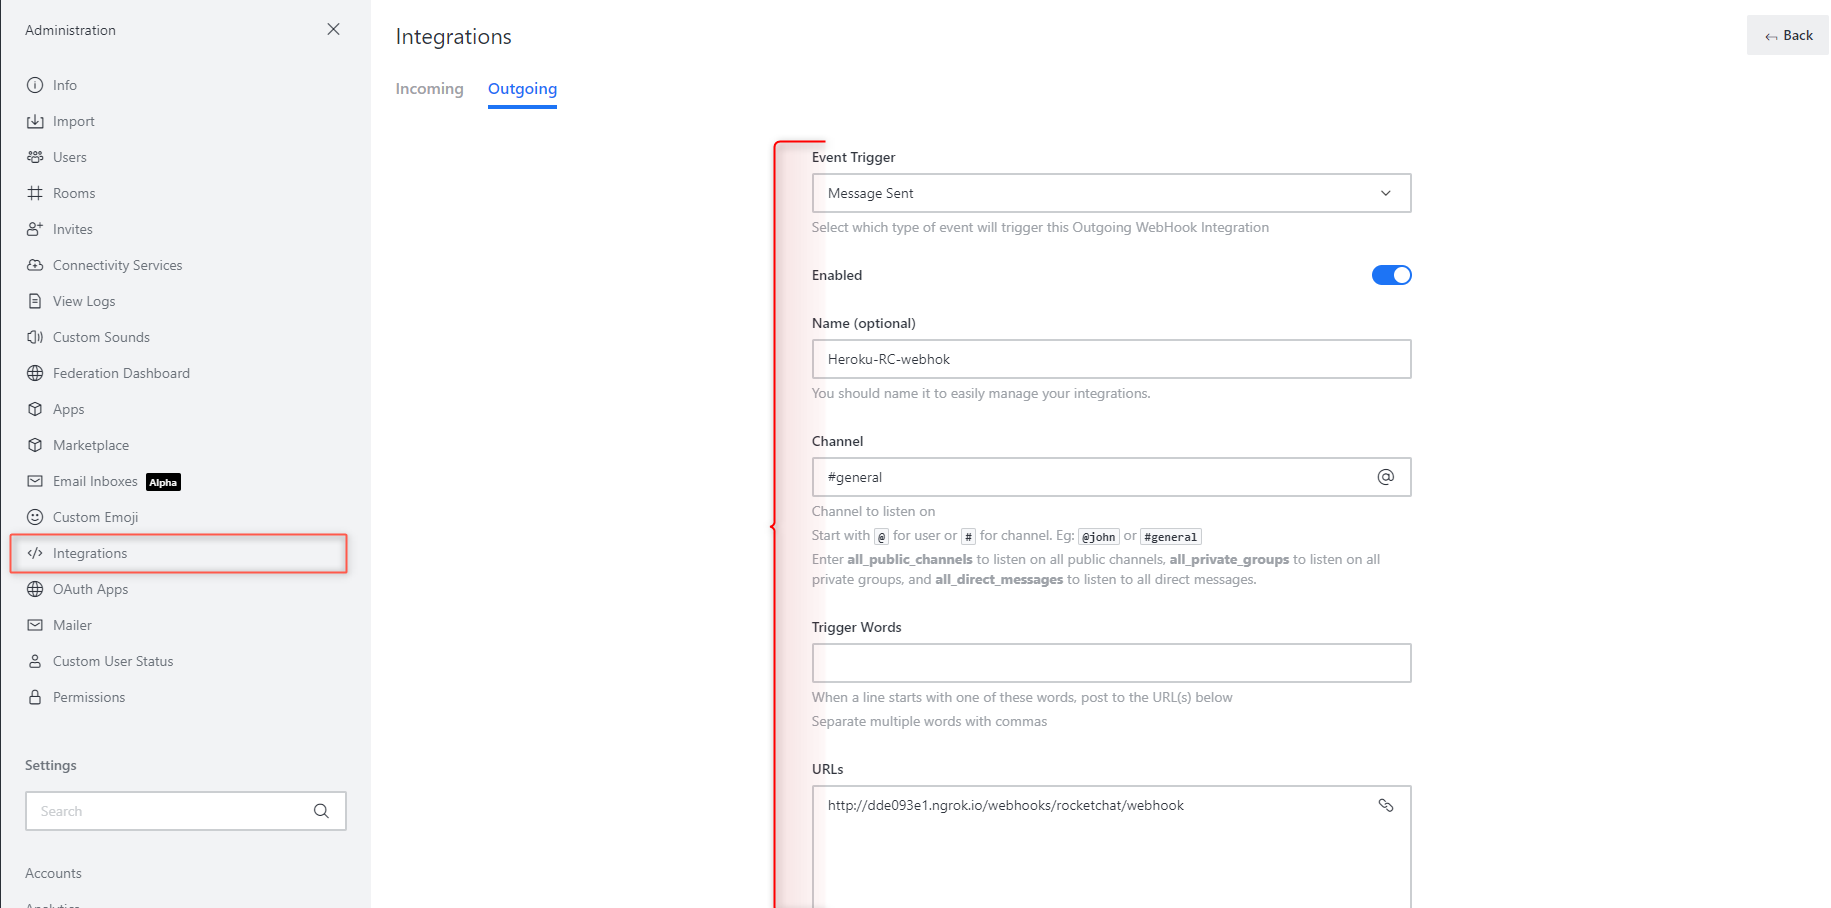 Administration
Info
Import
Users
Rooms
Invites
Connectivity Services
View Logs
Custom Sounds
Federation Dashboard
Apps
Marketplace
Email Inboxes Alpha
Custom Emoji
Integrations
OAuth Apps
Mailer
Custom User Status
Permissions
Settings
Search
Accounts
Analytics
Integrations
Back
Incoming Outgoing
Event Trigger
Message Sent
Select which type of event will trigger this Outgoing WebHook Integration
Enabled
Name (optional)
Heroku-RC-webhok
You should name it to easily manage your integrations.
Channel
#general @
Channel to listen on
Start with @ for user or # for channel. Eg: @john or #general
Enter all_public_channels to listen on all public channels, all_private_groups to listen on all
private groups, and all_direct_messages to listen to all direct messages.
Trigger Words
When a line starts with one of these words, post to the URL(s) below
Separate multiple words with commas
URLs
http://dde093e1.ngrok.io/webhooks/rocketchat/webhook